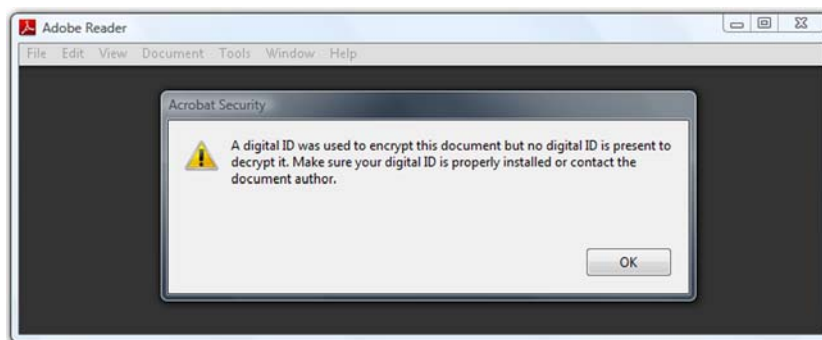 Adobe Reader
File Edit View Document Tools Window Help
Acrobat Security
A digital ID was used to encrypt this document but no digital ID is present to
decrypt it. Make sure your digital ID is properly installed or contact the
document author.
OK